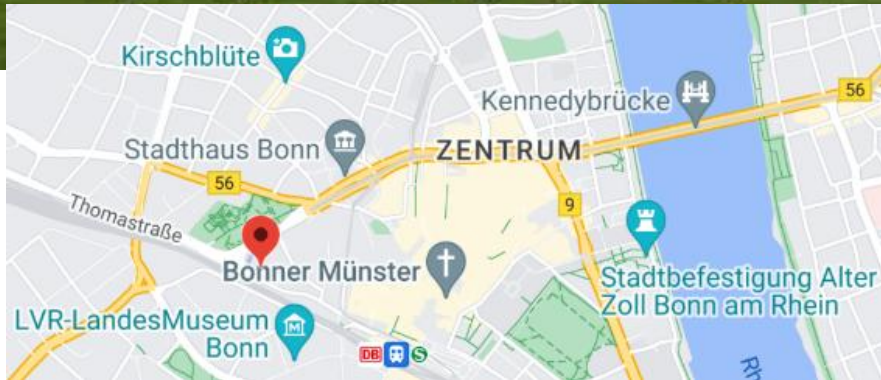 Kirschblüte
Kennedybrücke
56
Stadthaus Bonn
ZENTRUM
56
Thomastraße
9
Bonner Münster
Stadtbefestigung Alter
Zoll Bonn am Rhein
LVR-LandesMuseum
Bonn
DB
S
Rh